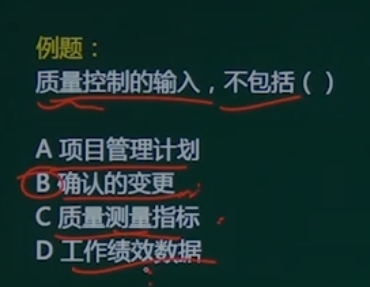 例题：
质量控制的输入，不包括（ ）
A 项目管理计划
B 确认的变更
C 质量测量指标
D 工作绩效数据